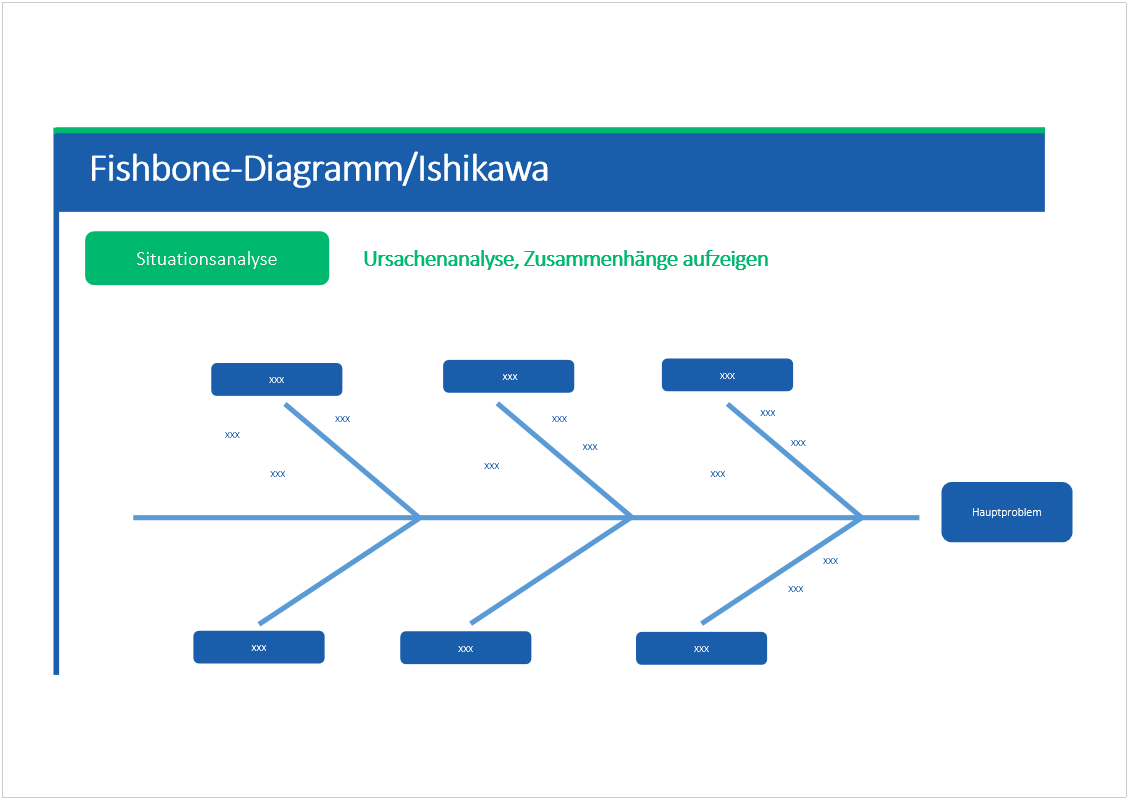 Fishbone-Diagramm/Ishikawa
Situationsanalyse
Ursachenanalyse, Zusammenhänge aufzeigen
xxx
xxx
xxx
xxx
xxx
xxx
xxx
xxx
xxx
xxx
xxx
xxx
Hauptproblem
xxx
xxx
xxx
xxx
xxx